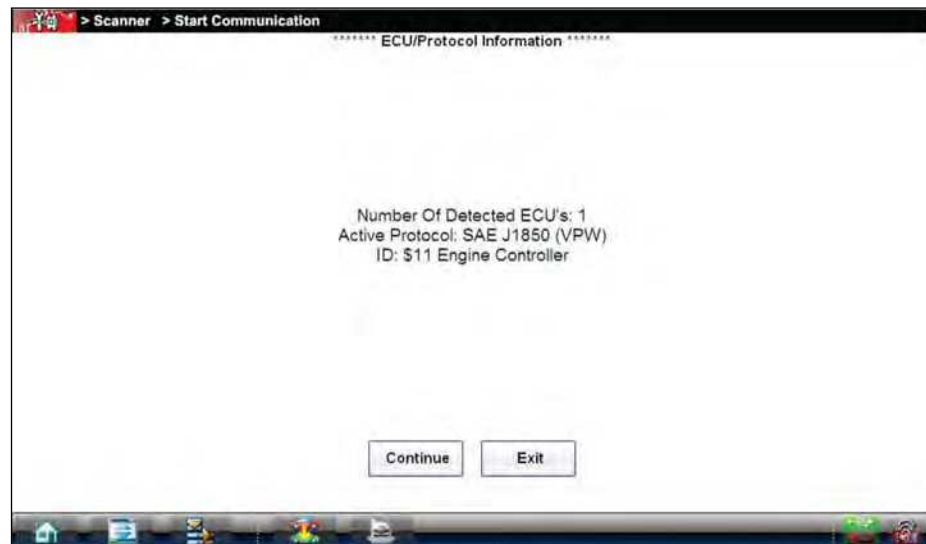 > Scanner > Start Communication
******* ECU/Protocol Information *******
Number Of Detected ECU's: 1
Active Protocol: SAE J1850 (VPW)
ID: $11 Engine Controller
Continue Exit